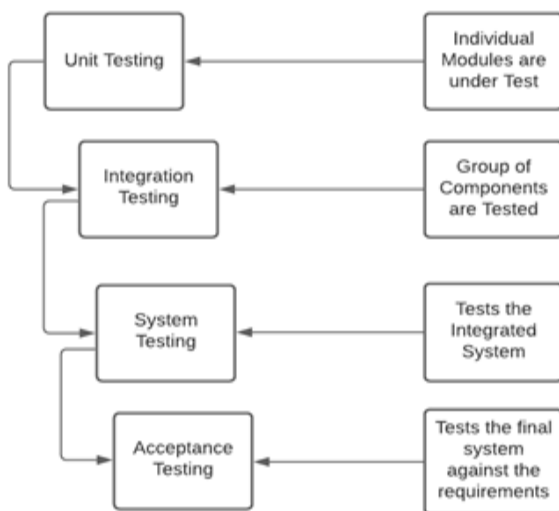 Unit Testing
Individual
Modules are
under Test
Integration
Testing
Group of
Components
are Tested
System
Testing
Tests the
Integrated
System
Acceptance
Testing
Tests the final
system
against the
requirements